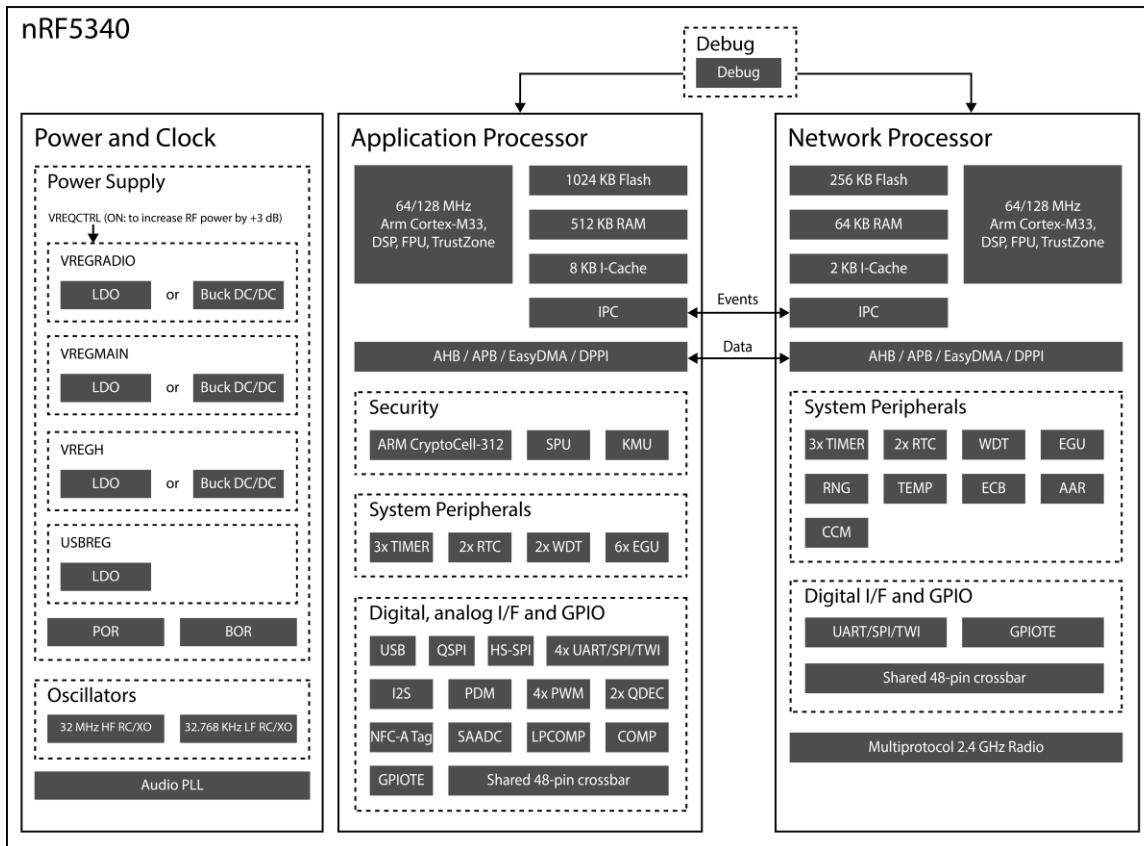 nRF5340
Debug
Debug
Power and Clock
Power Supply
VREQCTRL (ON: to increase RF power by +3 dB)
VREGRADIO
LDO or Buck DC/DC
VREGMAIN
LDO or Buck DC/DC
VREGH
LDO or Buck DC/DC
USBREG
LDO
POR BOR
Oscillators
32 MHz HF RC/XO 32.768 KHz LF RC/XO
Audio PLL
Application Processor
64/128 MHz
Arm Cortex-M33,
DSP, FPU, TrustZone
1024 KB Flash
512 KB RAM
8 KB I-Cache
IPC
AHB / APB / EasyDMA / DPPI
Security
ARM CryptoCell-312 SPU KMU
System Peripherals
3x TIMER 2x RTC 2x WDT 6x EGU
Digital, analog I/F and GPIO
USB QSPI HS-SPI 4x UART/SPI/TWI
I2S PDM 4x PWM 2x QDEC
NFC-A Tag SAADC LPCOMP COMP
GPIOTE Shared 48-pin crossbar
Events
Data
Network Processor
256 KB Flash
64 KB RAM
2 KB I-Cache
IPC
64/128 MHz
Arm Cortex-M33,
DSP, FPU, TrustZone
AHB / APB / EasyDMA / DPPI
System Peripherals
3x TIMER 2x RTC WDT EGU
RNG TEMP ECB AAR
CCM
Digital I/F and GPIO
UART/SPI/TWI GPIOTE
Shared 48-pin crossbar
Multiprotocol 2.4 GHz Radio